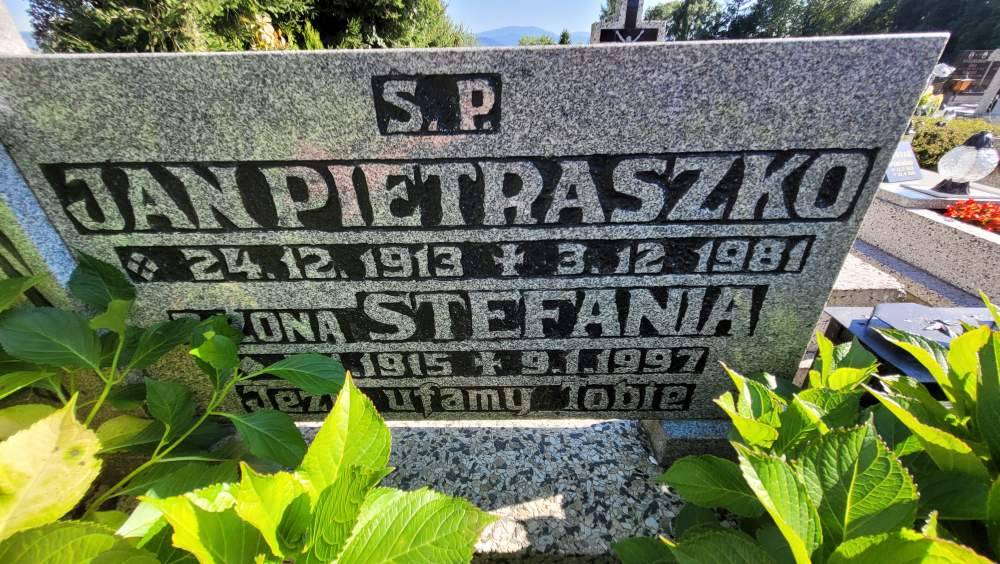 S. P.
JAN PIETRASZKO
24.12.1913 3.12.1981
STEFANIA
1915 9.1.1997
ufamy Tobie